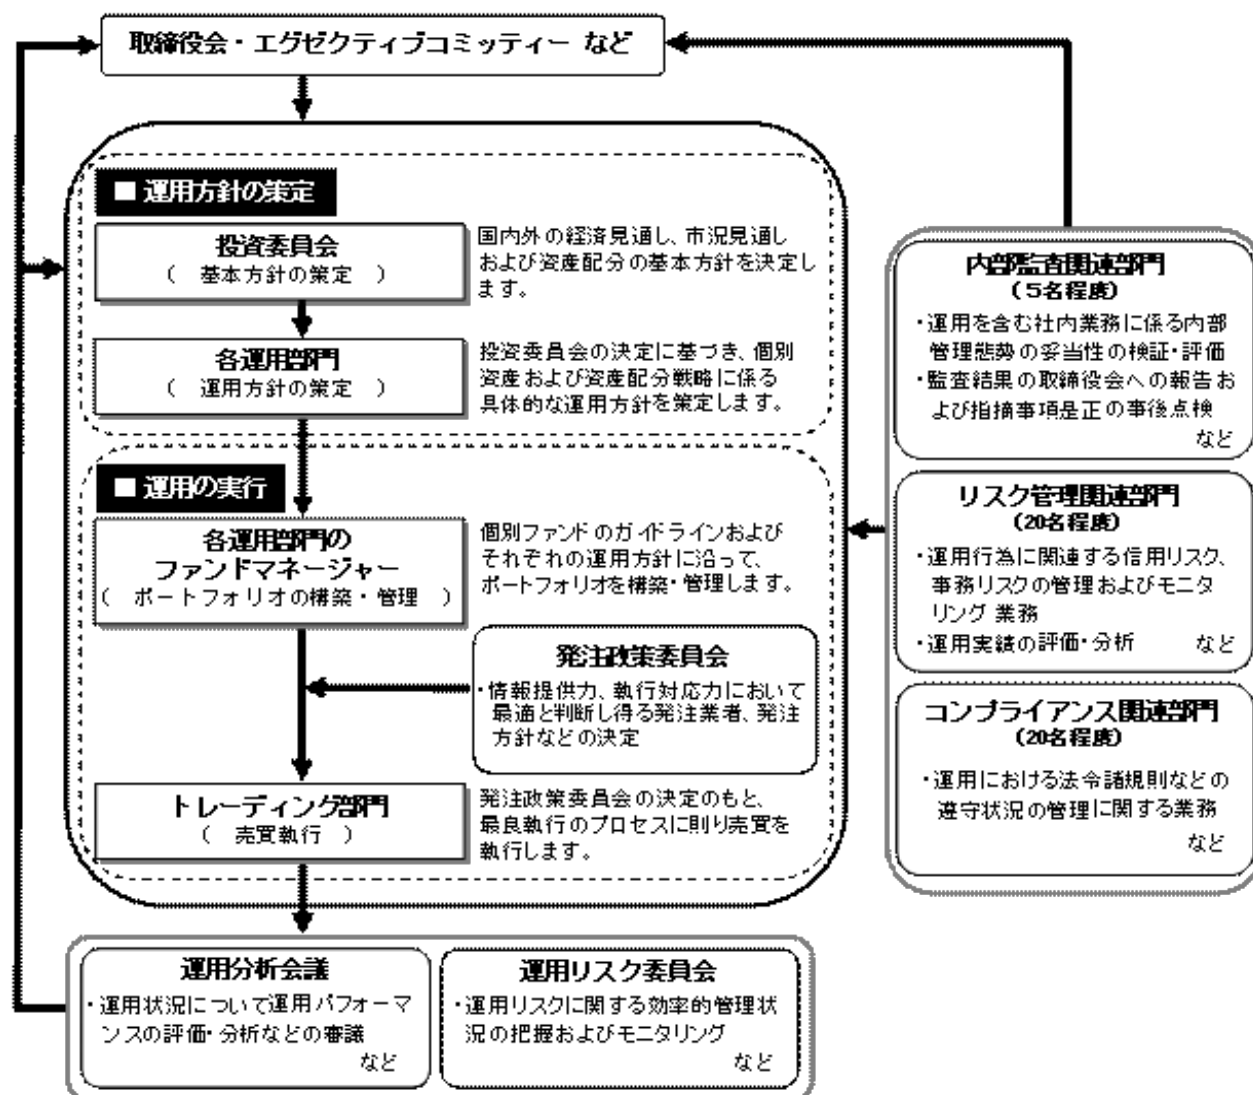 取締役会・エグゼクティブコミッティー など
■ 運用方針の策定
投資委員会
（ 基本方針の策定 ）
国内外の経済見通し、市況見通し
および資産配分の基本方針を決定し
ます。
各運用部門
（ 運用方針の策定 ）
投資委員会の決定に基づき、個別
資産および資産配分戦略に係る
具体的な運用方針を策定します。
■ 運用の実行
各運用部門の
ファンドマネージャー
（ ポートフォリオの構築・管理 ）
個別ファンドのガイドラインおよび
それぞれの運用方針に沿って、
ポートフォリオを構築・管理します。
発注政策委員会
・情報提供力、執行対応力において
最適と判断し得る発注業者、発注
方針などの決定
トレーディング部門
（ 売買執行 ）
発注政策委員会の決定のもと、
最良執行のプロセスに則り売買を
執行します。
運用分析会議
・運用状況について運用パフォーマ
ンスの評価・分析などの審議
など
運用リスク委員会
・運用リスクに関する効率的管理状
況の把握およびモニタリング
など
内部監査関連部門
（5名程度）
・運用を含む社内業務に係る内部
管理態勢の妥当性の検証・評価
・監査結果の取締役会への報告お
よび指摘事項是正の事後点検
など
リスク管理関連部門
（20名程度）
・運用行為に関連する信用リスク、
事務リスクの管理およびモニタ
リング 業務
・運用実績の評価・分析 など
コンプライアンス関連部門
（20名程度）
・運用における法令諸規則などの
遵守状況の管理に関する業務
など